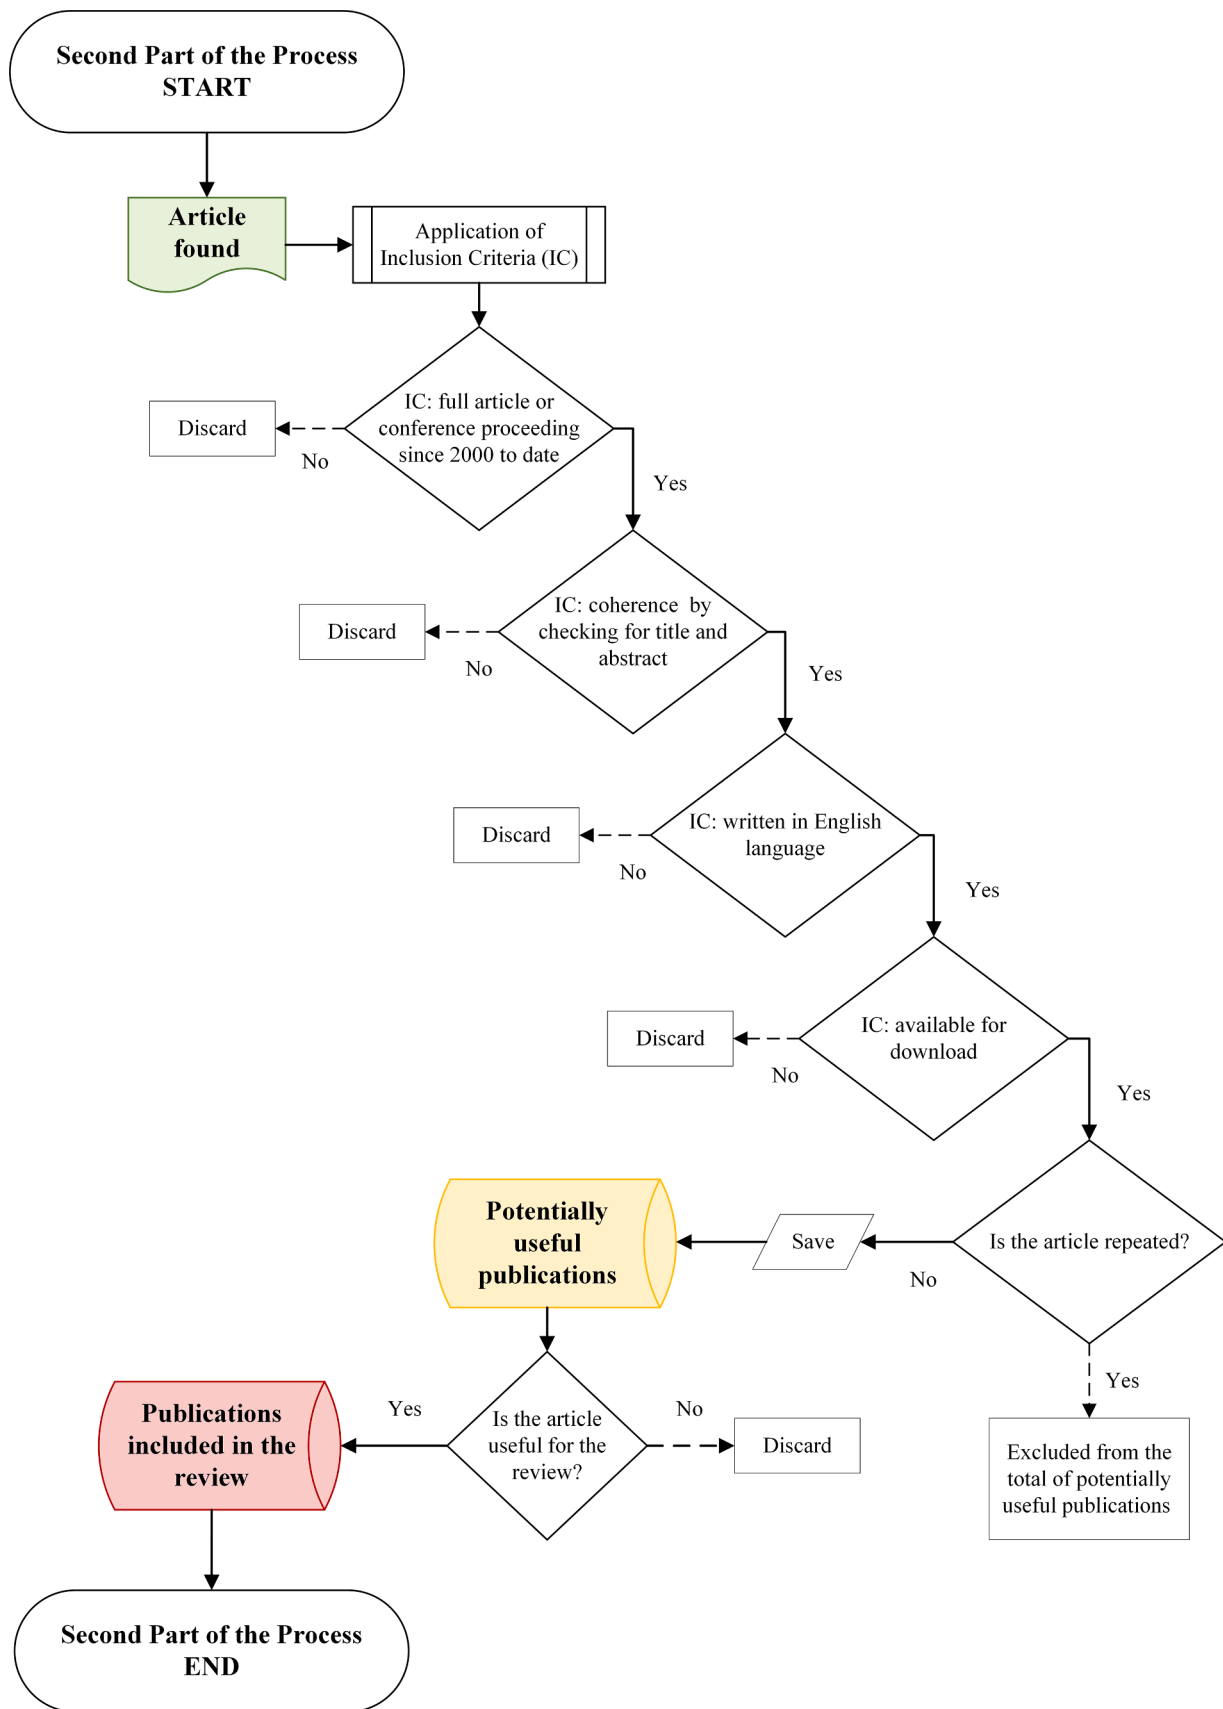 Second Part of the Process
START
Article
found
Application of
Inclusion Criteria (IC)
IC: full article or
conference proceeding
since 2000 to date
Discard
No
Yes
IC: coherence by
checking for title and
abstract
Discard
No
Yes
IC: written in English
language
Discard
No
Yes
IC: available for
download
Discard
No
Yes
Is the article repeated?
No
Save
Potentially
useful
publications
Yes
Excluded from the
total of potentially
useful publications
Is the article
useful for the
review?
No
Discard
Yes
Publications
included in the
review
Second Part of the Process
END